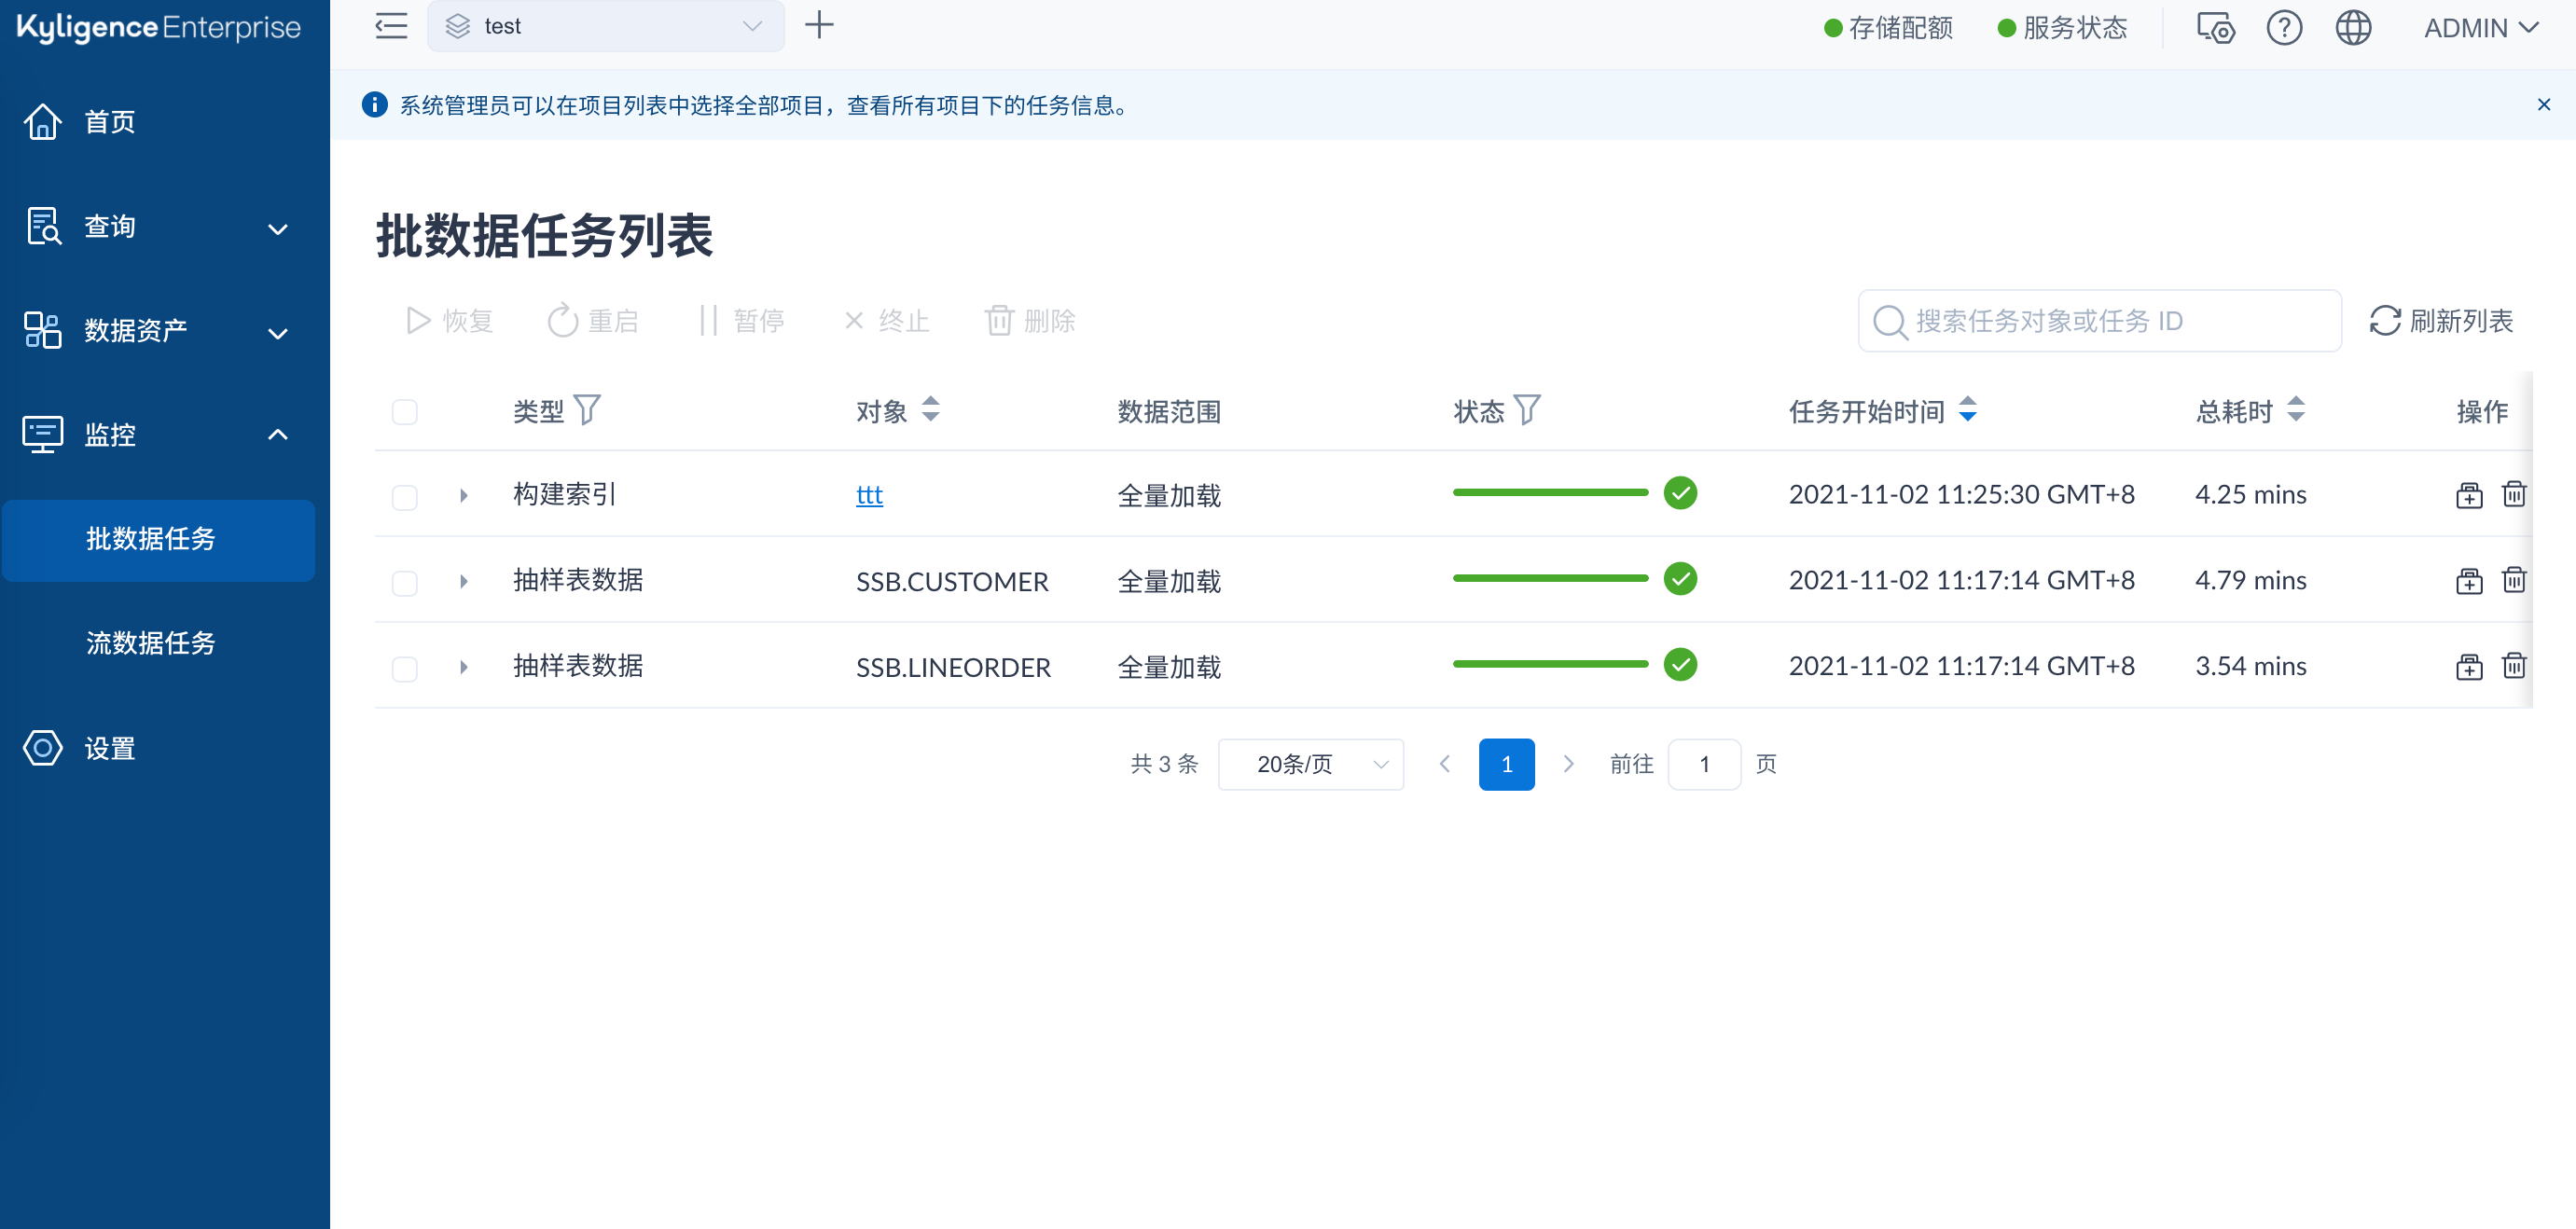 Kyligence Enterprise
test
存储配额
服务状态
ADMIN
系统管理员可以在项目列表中选择全部项目，查看所有项目下的任务信息。
首页
查询
数据资产
监控
批数据任务
流数据任务
设置
批数据任务列表
恢复 重启 暂停 终止 删除
搜索任务对象或任务 ID
刷新列表
类型 对象 数据范围 状态 任务开始时间 总耗时 操作
构建索引 ttt 全量加载 2021-11-02 11:25:30 GMT+8 4.25 mins
抽样表数据 SSB.CUSTOMER 全量加载 2021-11-02 11:17:14 GMT+8 4.79 mins
抽样表数据 SSB.LINEORDER 全量加载 2021-11-02 11:17:14 GMT+8 3.54 mins
共 3 条 20条/页 1 前往 1 页